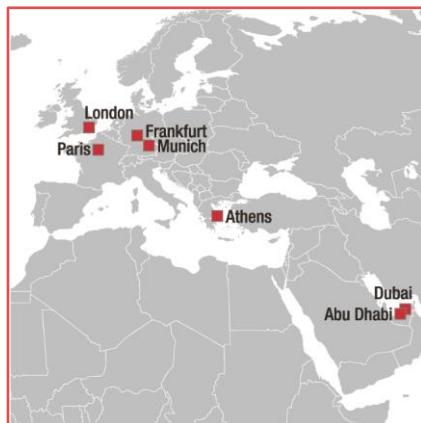 London
Frankfurt
Paris
Munich
Athens
Dubai
Abu Dhabi